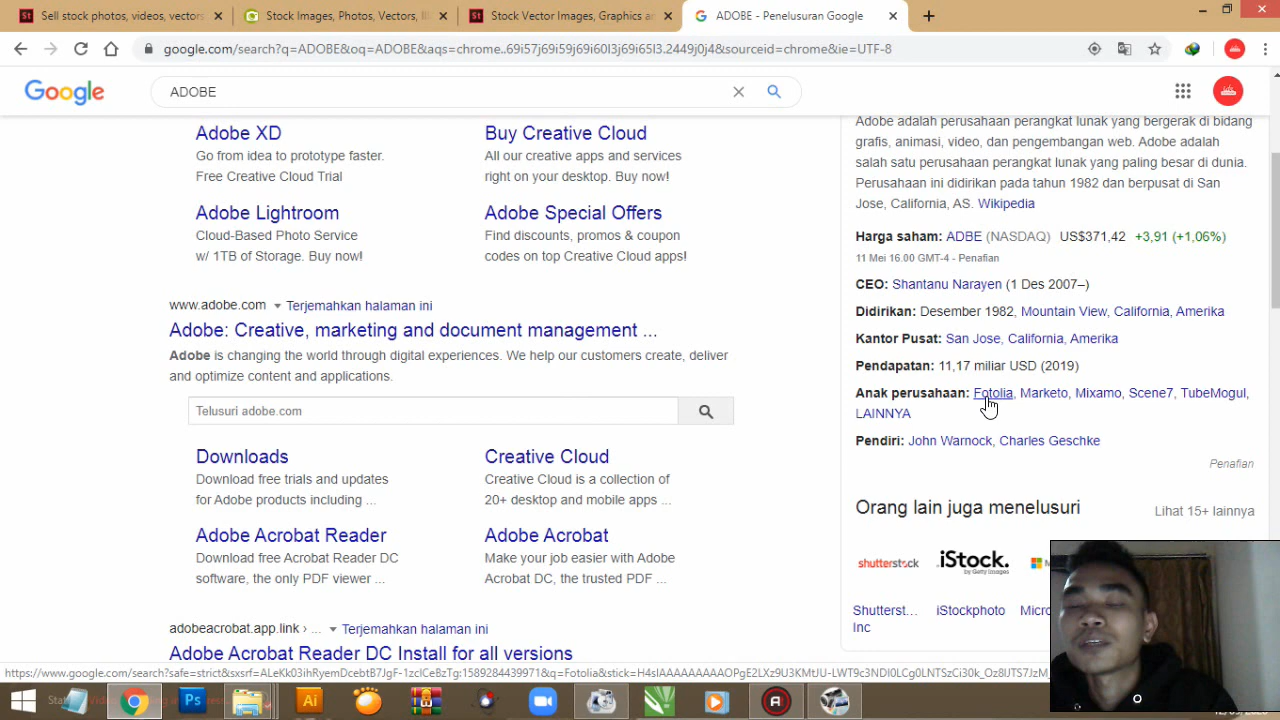 Sell stock photos, videos, vectors
Stock Images, Photos, Vectors, Ill
Stock Vector Images, Graphics an
ADOBE - Penelusuran Google
google.com/search?q=ADOBE&oq=ADOBE&aqs=chrome..69i57j69i59j69i60l3j69i65l3.2449j0j4&sourceid=chrome&ie=UTF-8
Google
ADOBE
Adobe XD
Go from idea to prototype faster.
Free Creative Cloud Trial
Buy Creative Cloud
All our creative apps and services
right on your desktop. Buy now!
Adobe Lightroom
Cloud-Based Photo Service
w/ 1TB of Storage. Buy now!
Adobe Special Offers
Find discounts, promos & coupon
codes on top Creative Cloud apps!
www.adobe.com
Terjemahkan halaman ini
Adobe: Creative, marketing and document management ...
Adobe is changing the world through digital experiences. We help our customers create, deliver
and optimize content and applications.
Telusuri adobe.com
Downloads
Download free trials and updates
for Adobe products including ...
Creative Cloud
Creative Cloud is a collection of
20+ desktop and mobile apps ...
Adobe Acrobat Reader
Download free Acrobat Reader DC
software, the only PDF viewer ...
Adobe Acrobat
Make your job easier with Adobe
Acrobat DC, the trusted PDF ...
adobeacrobat.app.link › ...
Terjemahkan halaman ini
Adobe Acrobat Reader DC Install for all versions
Adobe adalah perusahaan perangkat lunak yang bergerak di bidang
grafis, animasi, video, dan pengembangan web. Adobe adalah
salah satu perusahaan perangkat lunak yang paling besar di dunia.
Perusahaan ini didirikan pada tahun 1982 dan berpusat di San
Jose, California, AS. Wikipedia
Harga saham: ADBE (NASDAQ) US$371,42 +3,91 (+1,06%)
11 Mei 16.00 GMT-4 - Penafian
CEO: Shantanu Narayen (1 Des 2007–)
Didirikan: Desember 1982, Mountain View, California, Amerika
Kantor Pusat: San Jose, California, Amerika
Pendapatan: 11,17 miliar USD (2019)
Anak perusahaan: Fotolia, Marketo, Mixamo, Scene7, TubeMogul,
LAINNYA
Pendiri: John Warnock, Charles Geschke
Penafian
Orang lain juga menelusuri
Lihat 15+ lainnya
shutterstock
iStock.
by Getty Images
Shutterst...
Inc
iStockphoto
Micro
Ps
Ai